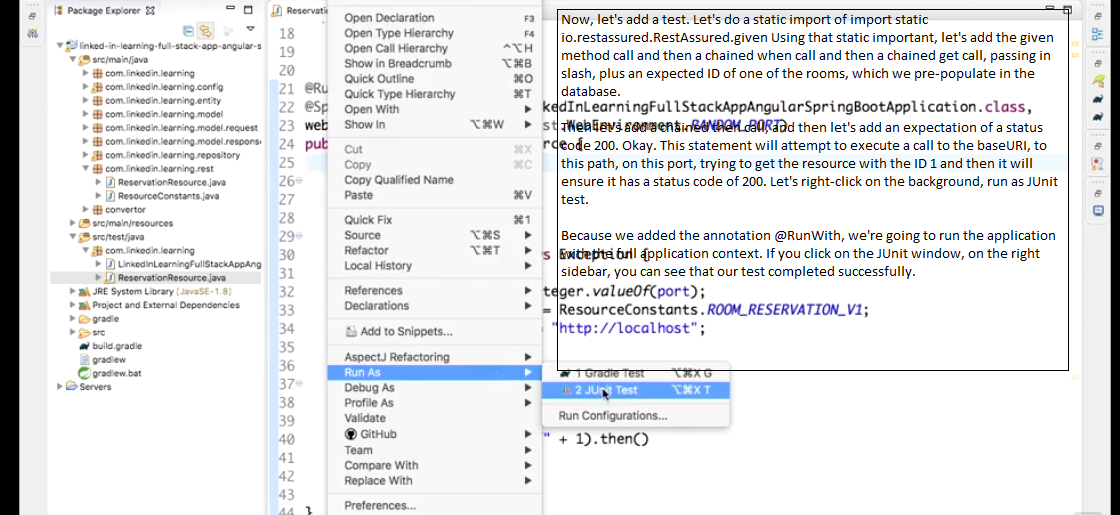 Package Explorer
linked-in-learning-full-stack-app-angular-s
src/main/java
com.linkedin.learning
com.linkedin.learning.config
com.linkedin.learning.entity
com.linkedin.learning.model
com.linkedin.learning.model.request
com.linkedin.learning.model.respons
com.linkedin.learning.repository
com.linkedin.learning.rest
ReservationResource.java
ResourceConstants.java
convertor
src/main/resources
src/test/java
com.linkedin.learning
LinkedInLearningFullStackAppAng
ReservationResource.java
JRE System Library [JavaSE-1.8]
Project and External Dependencies
gradle
src
build.gradle
gradlew
gradlew.bat
Servers
Reservatio
18
19
20
21 @Ru
22 @Sp kedInLearningFullStackAppAngularSpringBootApplication.class,
23 web st.WebEnvironment.RANDOM_PORT)
24 pub
25
26
27
28
29
30 s Exception {
31
32 teger.valueOf(port);
33 = ResourceConstants.ROOM_RESERVATION_V1;
34 = "http://localhost";
35
36
37
38
39
40 " + 1).then()
41
42
43
44 }
Open Declaration F3
Open Type Hierarchy F4
Open Call Hierarchy ^⌥H
Show in Breadcrumb ⌥⌘B
Quick Outline ⌘O
Quick Type Hierarchy ⌘T
Open With
Show In ⌥⌘W
Cut ⌘X
Copy ⌘C
Copy Qualified Name
Paste ⌘V
Quick Fix ⌘1
Source ⌥⌘S
Refactor ⌥⌘T
Local History
References
Declarations
Add to Snippets...
AspectJ Refactoring
Run As
Debug As
Profile As
Validate
GitHub
Team
Compare With
Replace With
Preferences...
1 Gradle Test ⌥⌘X G
2 JUnit Test ⌥⌘X T
Run Configurations...
Now, let's add a test. Let's do a static import of import static
io.restassured.RestAssured.given Using that static important, let's add the given
method call and then a chained when call and then a chained get call, passing in
slash, plus an expected ID of one of the rooms, which we pre-populate in the
database.
Then let's add a chained then call, and then let's add an expectation of a status
code 200. Okay. This statement will attempt to execute a call to the baseURI, to
this path, on this port, trying to get the resource with the ID 1 and then it will
ensure it has a status code of 200. Let's right-click on the background, run as JUnit
test.
Because we added the annotation @RunWith, we're going to run the application
with the full application context. If you click on the JUnit window, on the right
sidebar, you can see that our test completed successfully.